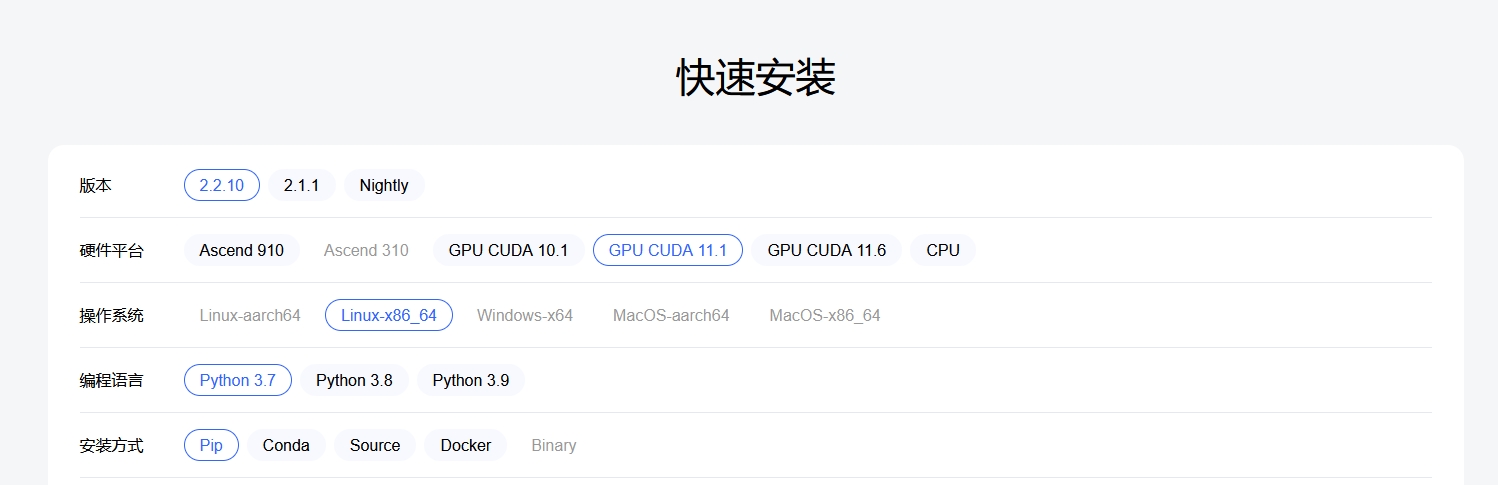 快速安装
版本 2.2.10 2.1.1 Nightly
硬件平台 Ascend 910 Ascend 310 GPU CUDA 10.1 GPU CUDA 11.1 GPU CUDA 11.6 CPU
操作系统 Linux-aarch64 Linux-x86_64 Windows-x64 MacOS-aarch64 MacOS-x86_64
编程语言 Python 3.7 Python 3.8 Python 3.9
安装方式 Pip Conda Source Docker Binary